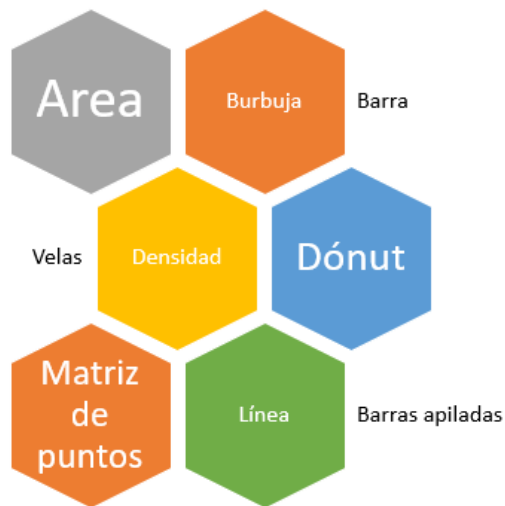 Area
Burbuja
Barra
Velas
Densidad
Dónut
Matriz
de
puntos
Línea
Barras apiladas